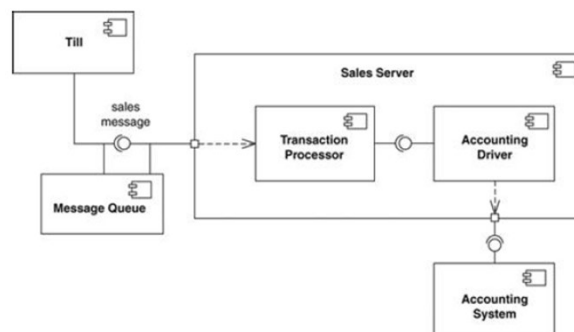 Till
Sales Server
sales
message
Transaction
Processor
Accounting
Driver
Message Queue
Accounting
System